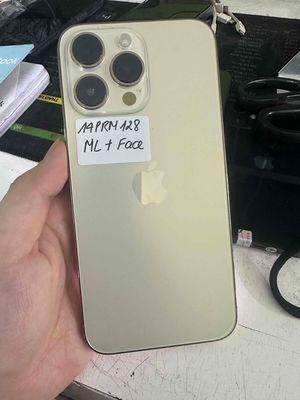 14PRM 128
ML + Face